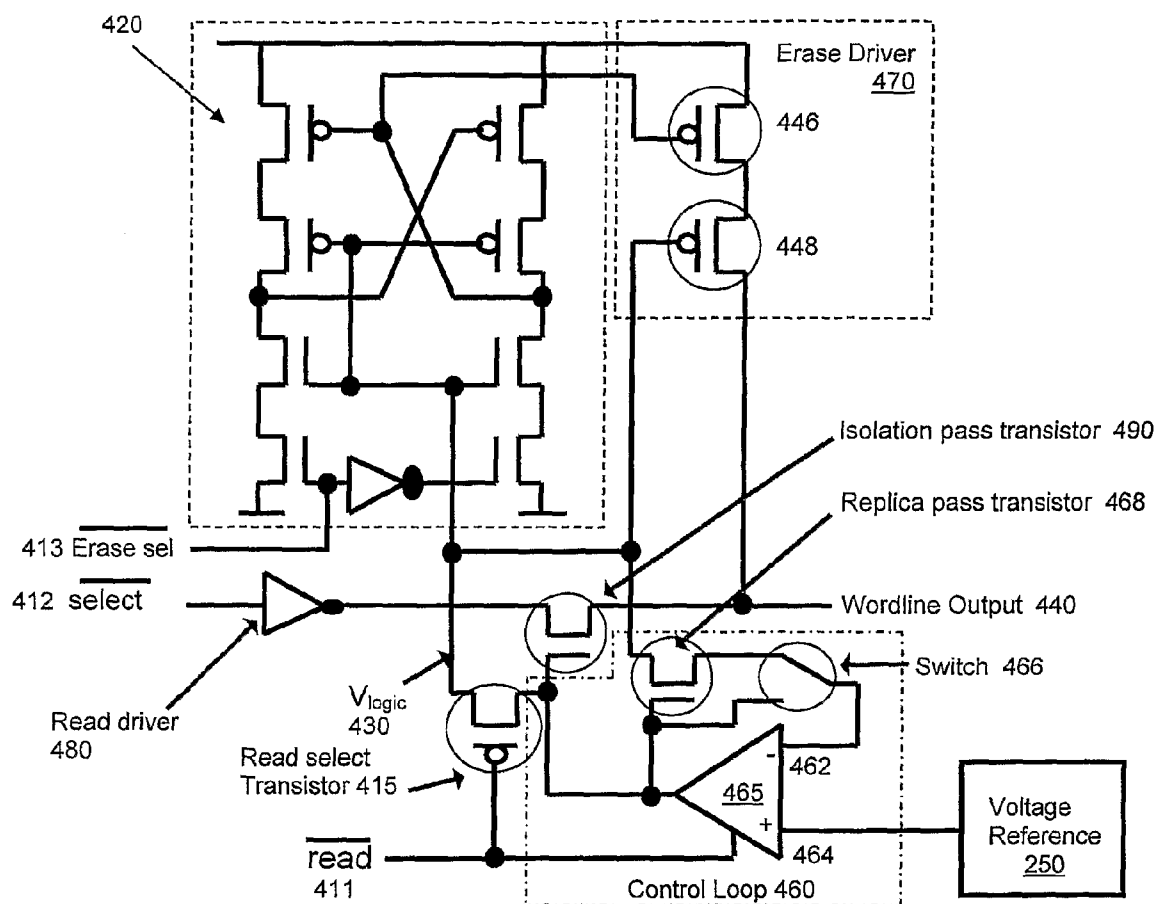 420
Erase Driver
470
446
448
Isolation pass transistor 490
Replica pass transistor 468
413 Erase sel
412 select
Wordline Output 440
Switch 466
Vlogic
430
Read driver
480
Read select
Transistor 415
-
462
465
+
464
Voltage
Reference
250
read
411
Control Loop 460